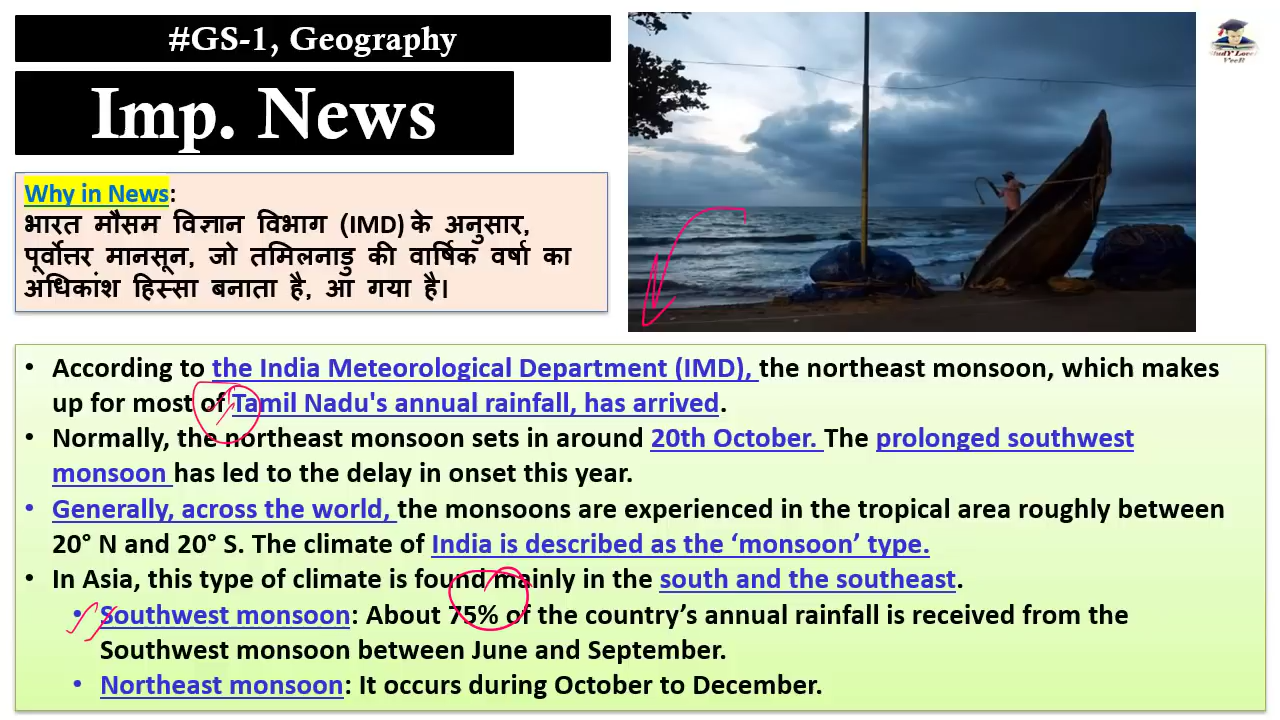 #GS-1, Geography
Imp. News
Why in News:
भारत मौसम विज्ञान विभाग (IMD) के अनुसार,
पूर्वोत्तर मानसून, जो तमिलनाडु की वार्षिक वर्षा का
अधिकांश हिस्सा बनाता है, आ गया है।
• According to the India Meteorological Department (IMD), the northeast monsoon, which makes
up for most of Tamil Nadu's annual rainfall, has arrived.
• Normally, the northeast monsoon sets in around 20th October. The prolonged southwest
monsoon has led to the delay in onset this year.
• Generally, across the world, the monsoons are experienced in the tropical area roughly between
20° N and 20° S. The climate of India is described as the ‘monsoon’ type.
• In Asia, this type of climate is found mainly in the south and the southeast.
• Southwest monsoon: About 75% of the country’s annual rainfall is received from the
Southwest monsoon between June and September.
• Northeast monsoon: It occurs during October to December.